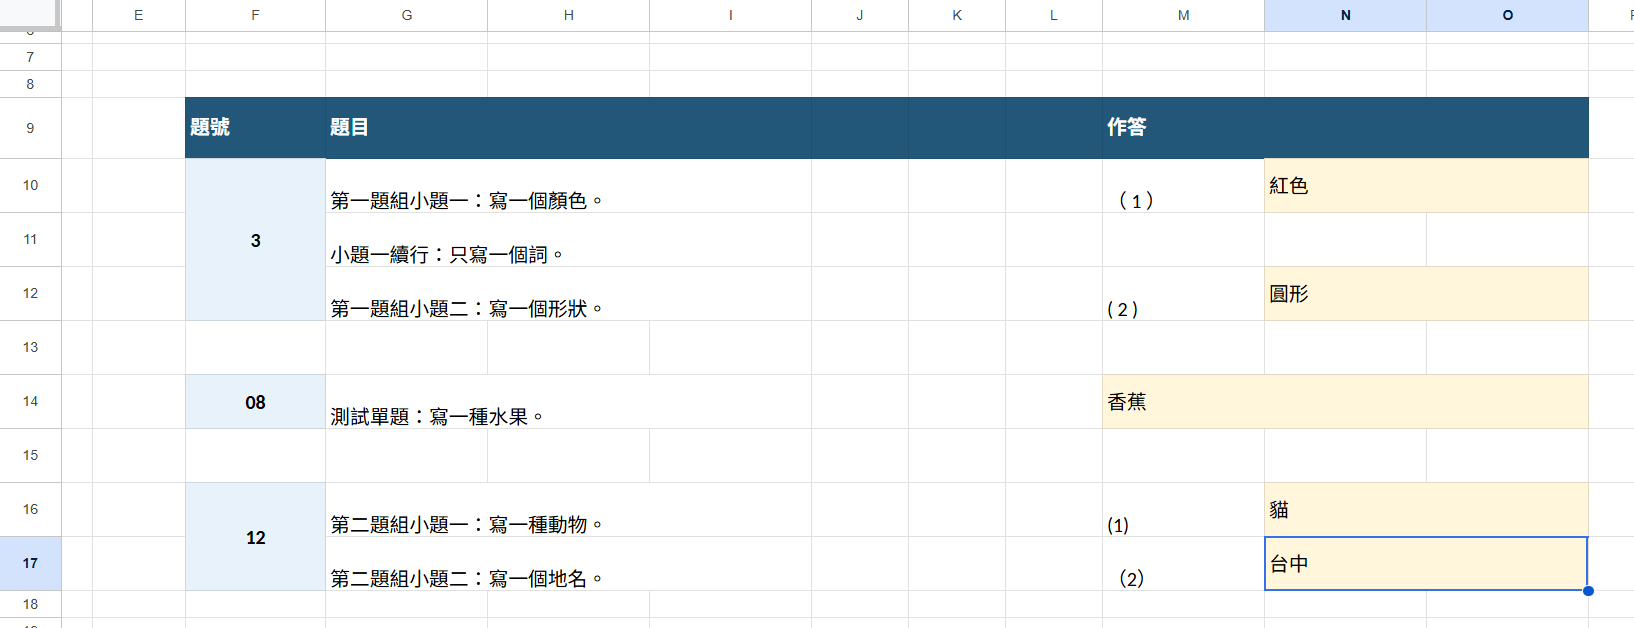 E F G H I J K L M N O
7
8
9 題號 題目 作答
10 第一題組小題一：寫一個顏色。 （ 1 ） 紅色
11 3 小題一續行：只寫一個詞。
12 第一題組小題二：寫一個形狀。 ( 2 ) 圓形
13
14 08 測試單題：寫一種水果。 香蕉
15
16 第二題組小題一：寫一種動物。 (1) 貓
12
17 第二題組小題二：寫一個地名。 （2） 台中
18